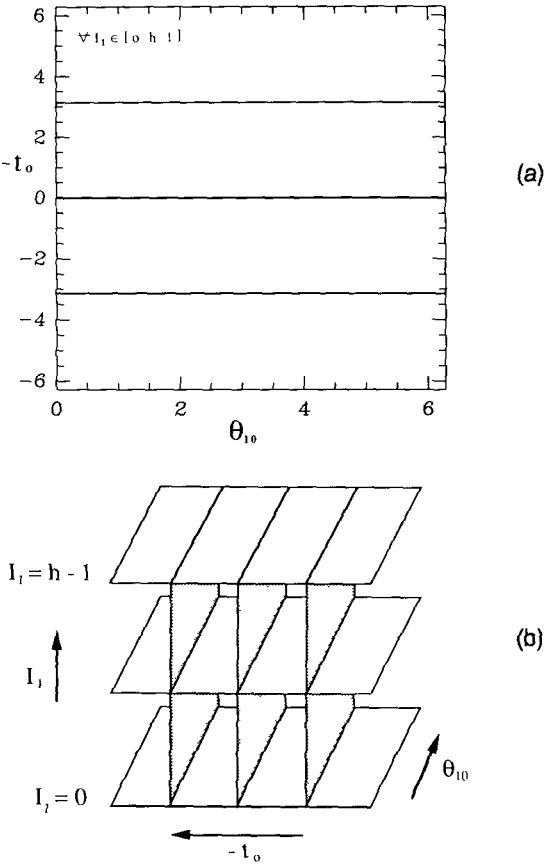 6
∀ I₁ ∈ [0 h-1]
4
2
-t₀
0
(a)
-2
-4
-6
0 2 4 6
θ₁₀
I₁ = h - 1
I₁
(b)
θ₁₀
I₁ = 0
-t₀